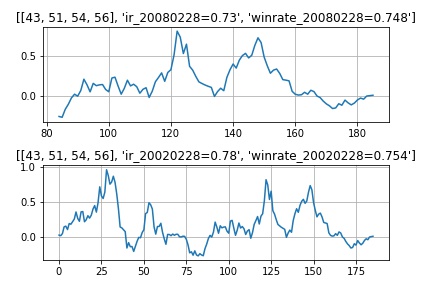 [[43, 51, 54, 56], 'ir_20080228=0.73', 'winrate_20080228=0.748']
0.5
0.0
80 100 120 140 160 180
[[43, 51, 54, 56], 'ir_20020228=0.78', 'winrate_20020228=0.754']
1.0
0.5
0.0
0 25 50 75 100 125 150 175